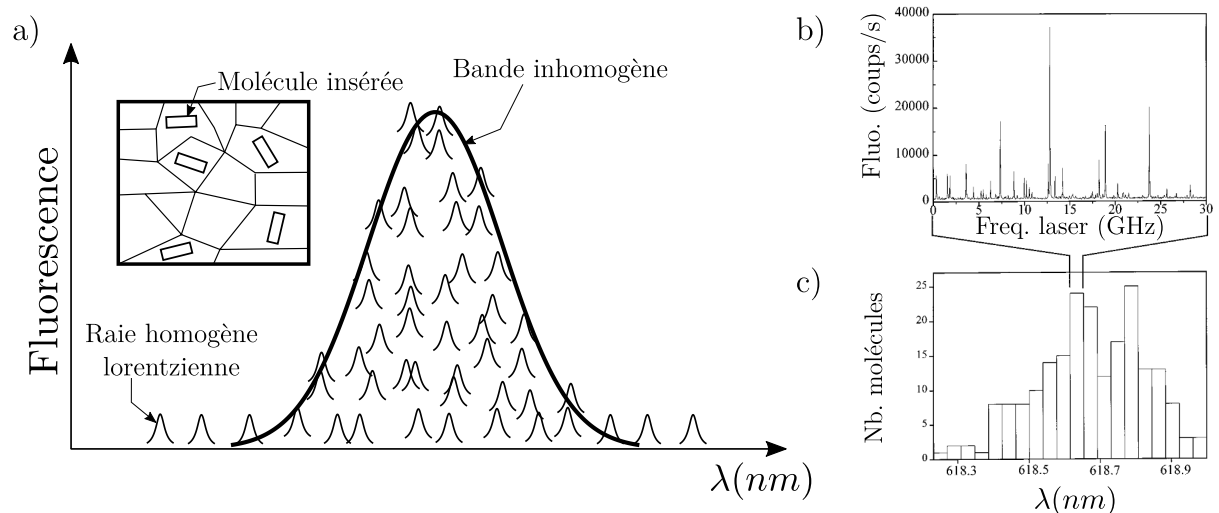 a)
Molécule insérée
Bande inhomogène
Fluorescence
Raie homogène
lorentzienne
λ(nm)
b)
Fluo. (coups/s)
40000
30000
20000
10000
0
0 5 10 15 20 25 30
Freq. laser (GHz)
c)
Nb. molécules
25
20
15
10
5
0
618.3 618.5 618.7 618.9
λ(nm)